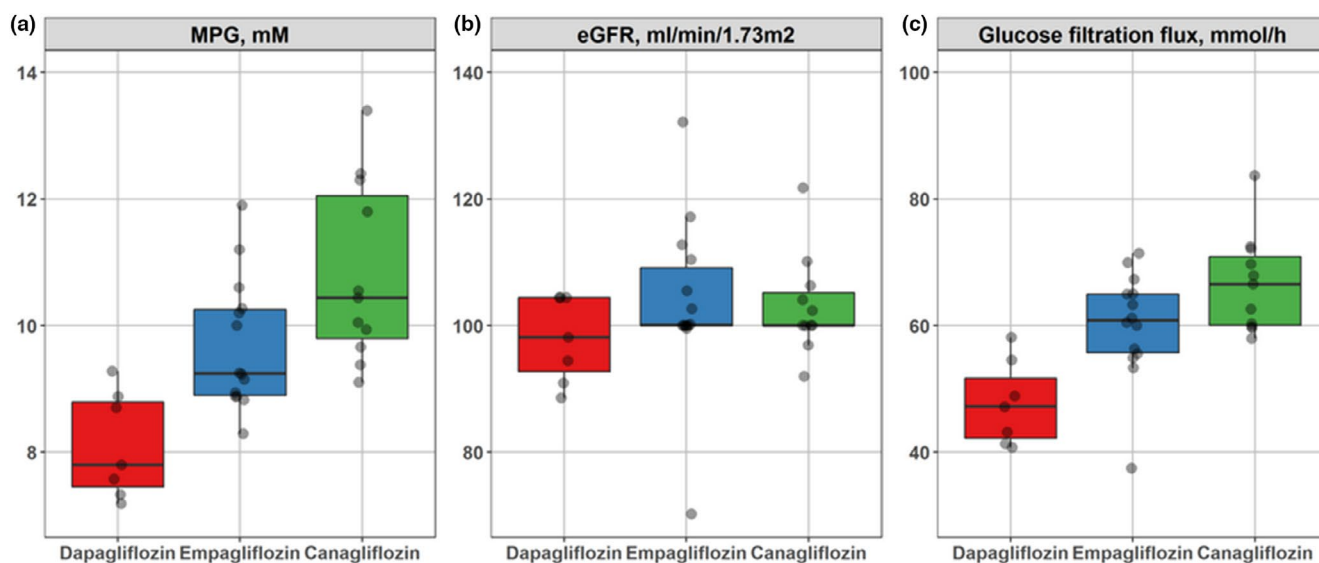 (a)
MPG, mM
14
12
10
8
Dapagliflozin Empagliflozin Canagliflozin
(b)
eGFR, ml/min/1.73m2
140
120
100
80
Dapagliflozin Empagliflozin Canagliflozin
(c)
Glucose filtration flux, mmol/h
100
80
60
40
Dapagliflozin Empagliflozin Canagliflozin